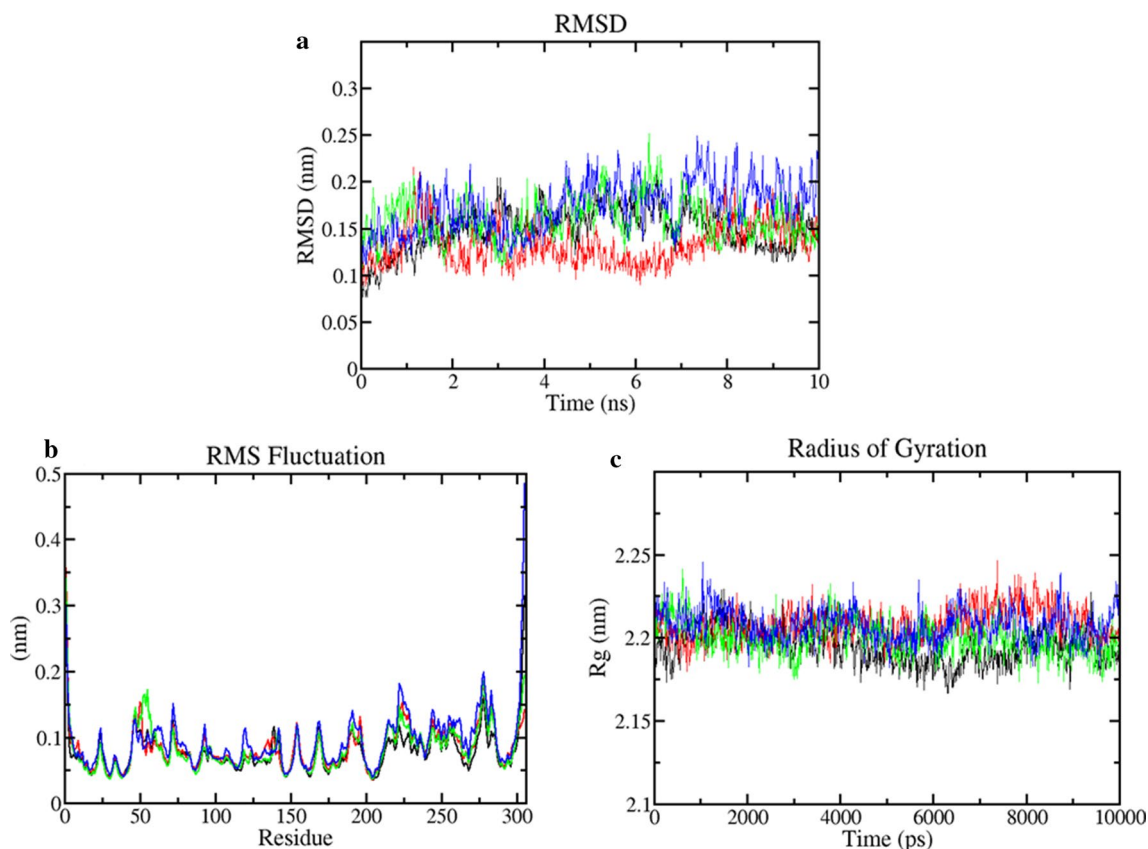 a
RMSD
RMSD (nm)
0.3
0.25
0.2
0.15
0.1
0.05
0
0 2 4 6 8 10
Time (ns)
b
RMS Fluctuation
(nm)
0.5
0.4
0.3
0.2
0.1
0
0 50 100 150 200 250 300
Residue
c
Radius of Gyration
Rg (nm)
2.25
2.2
2.15
2.1
0 2000 4000 6000 8000 10000
Time (ps)